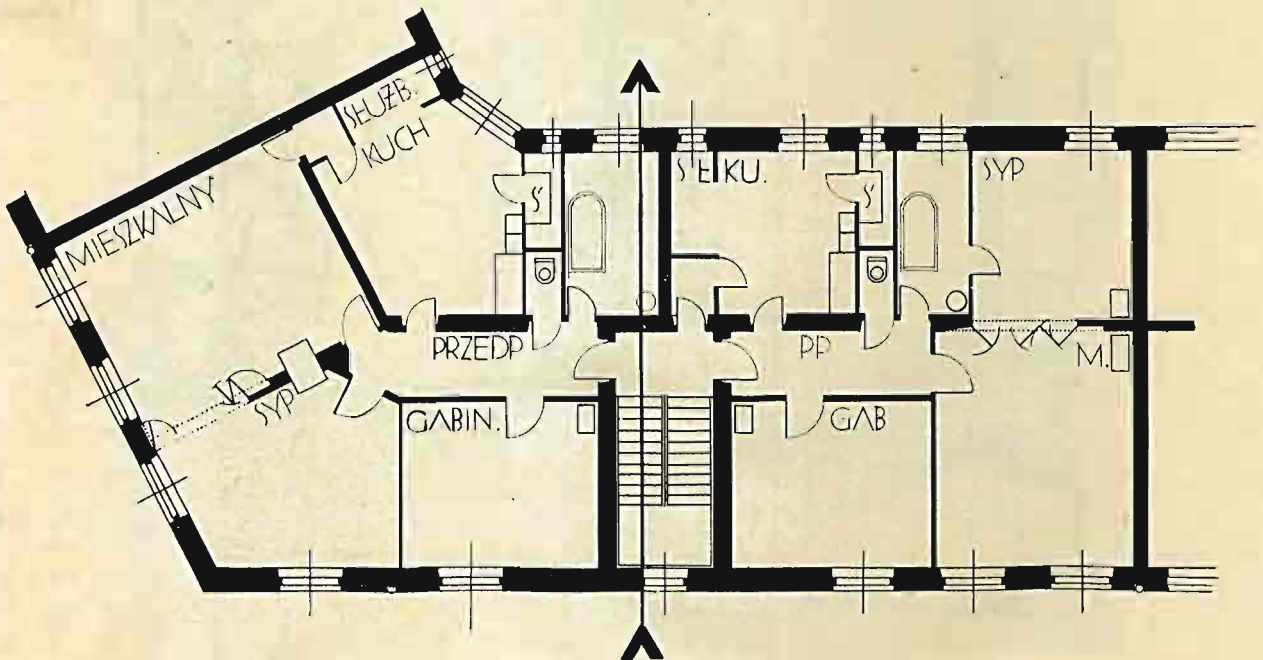 MIESZKALNY
SŁUŻB.
KUCH
S
SYP
PRZEDP
GABIN.
KU.
S
SYP
PP
GAB
M.